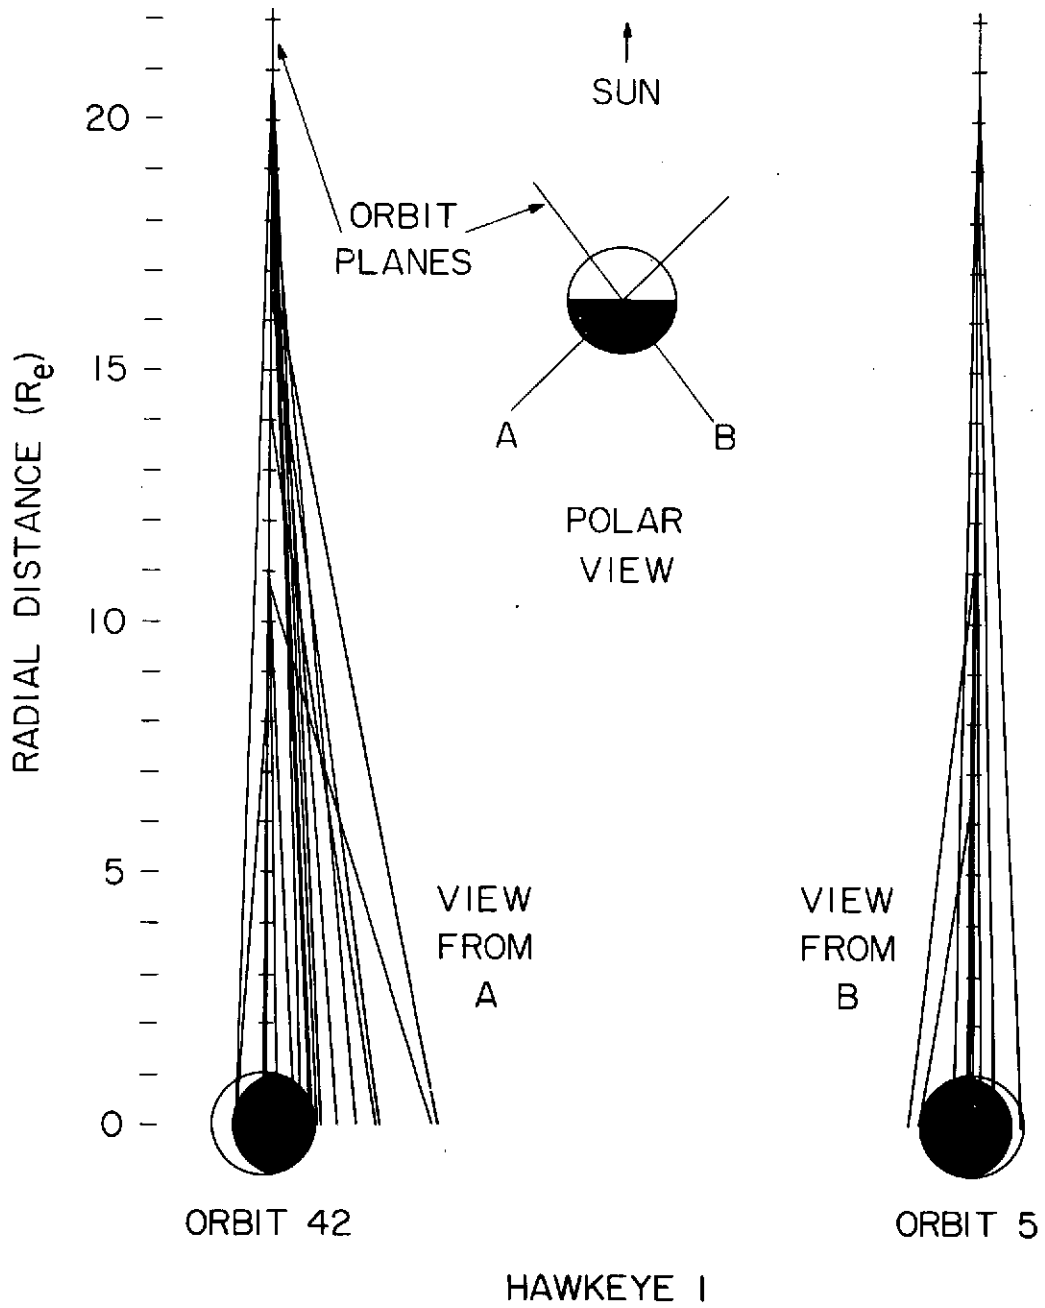 SUN
20 –
ORBIT
PLANES
15 –
A
B
POLAR
VIEW
10 –
RADIAL DISTANCE (Re)
5 –
VIEW
FROM
A
VIEW
FROM
B
0 –
ORBIT 42
ORBIT 5
HAWKEYE 1